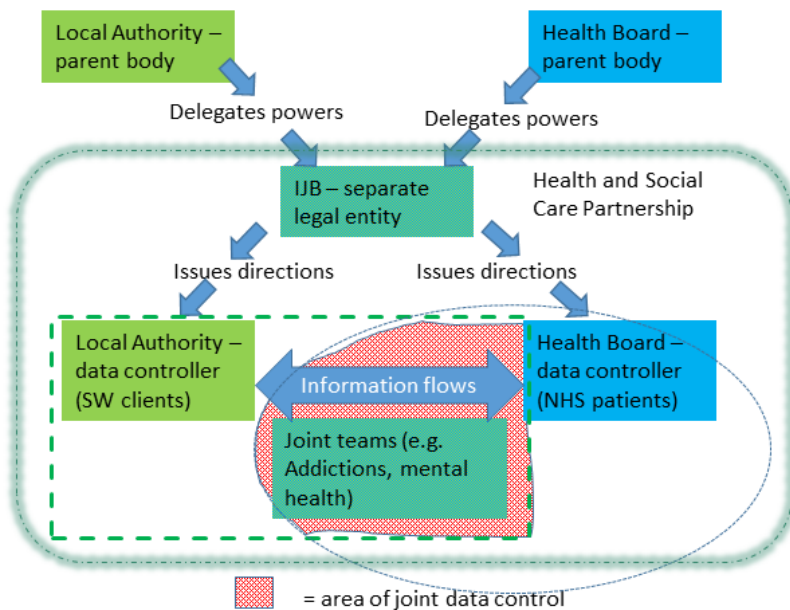 Local Authority –
parent body
Health Board –
parent body
Delegates powers
Delegates powers
IJB – separate
legal entity
Health and Social
Care Partnership
Issues directions
Issues directions
Local Authority –
data controller
(SW clients)
Information flows
Health Board –
data controller
(NHS patients)
Joint teams (e.g.
Addictions, mental
health)
= area of joint data control